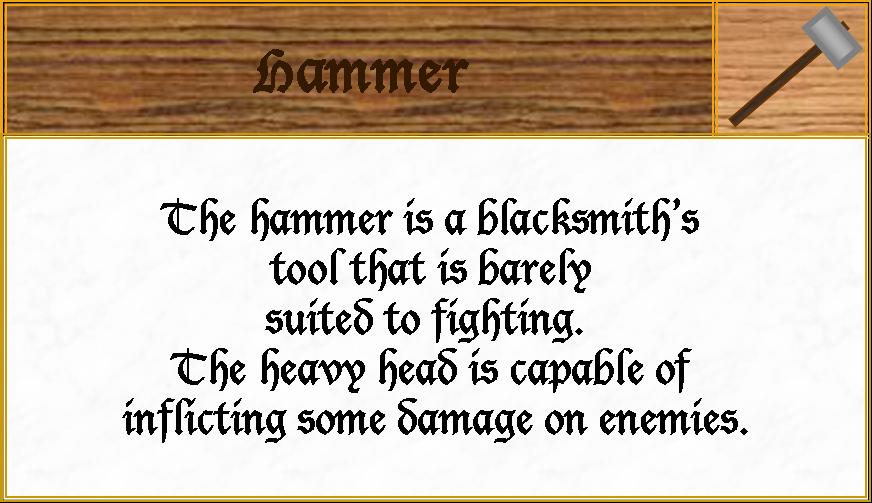 Hammer
The hammer is a blacksmith's
tool that is barely
suited to fighting.
The heavy head is capable of
inflicting some damage on enemies.